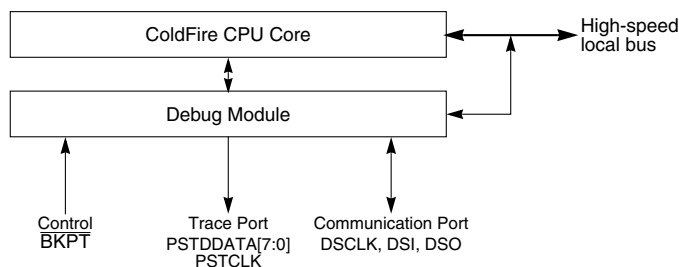 ColdFire CPU Core
High-speed
local bus
Debug Module
Control
BKPT
Trace Port
PSTDDATA[7:0]
PSTCLK
Communication Port
DSCLK, DSI, DSO